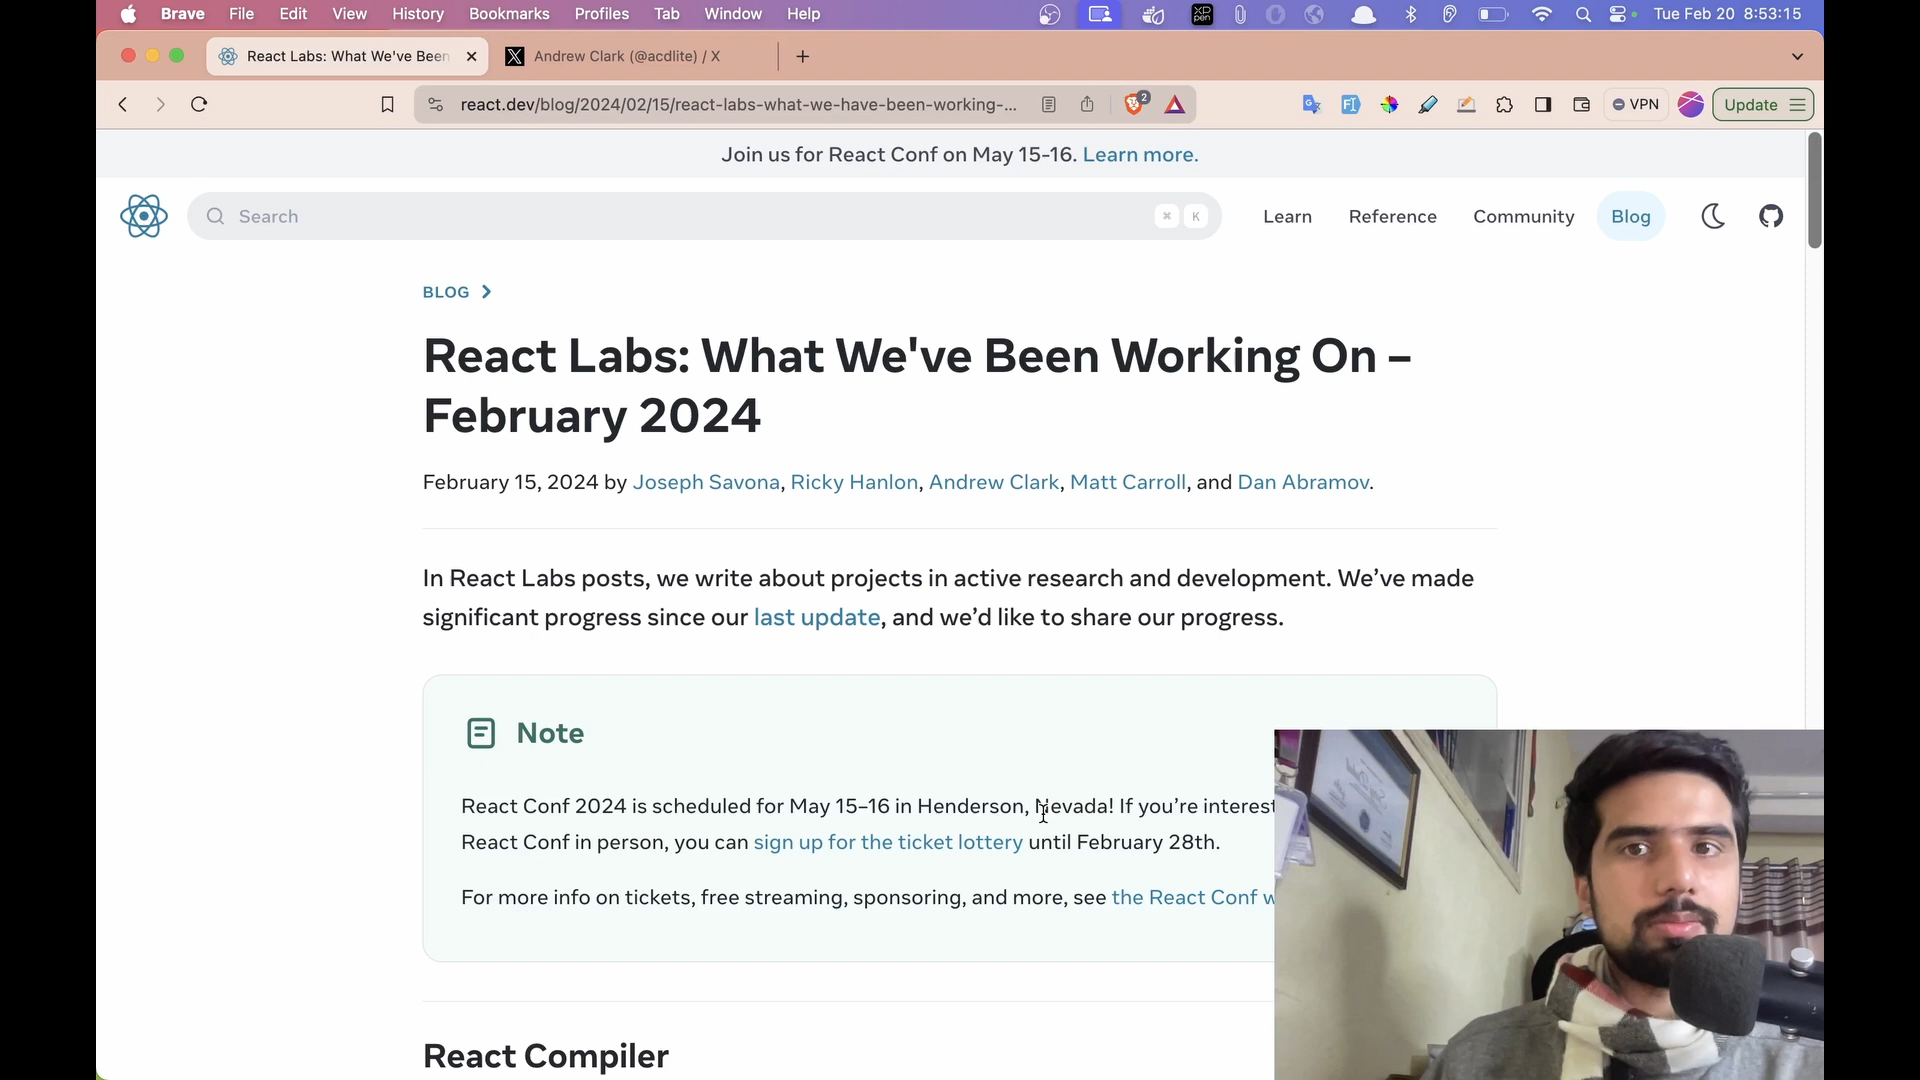 Brave File Edit View History Bookmarks Profiles Tab Window Help XP pen Tue Feb 20 8:53:15
React Labs: What We've Been Andrew Clark (@acdlite) / X
react.dev/blog/2024/02/15/react-labs-what-we-have-been-working-... 2 VPN Update
Join us for React Conf on May 15-16. Learn more.
Search ⌘ K Learn Reference Community Blog
BLOG
React Labs: What We've Been Working On –
February 2024
February 15, 2024 by Joseph Savona, Ricky Hanlon, Andrew Clark, Matt Carroll, and Dan Abramov.
In React Labs posts, we write about projects in active research and development. We’ve made
significant progress since our last update, and we’d like to share our progress.
Note
React Conf 2024 is scheduled for May 15–16 in Henderson, Nevada! If you’re interest
React Conf in person, you can sign up for the ticket lottery until February 28th.
For more info on tickets, free streaming, sponsoring, and more, see the React Conf w
React Compiler